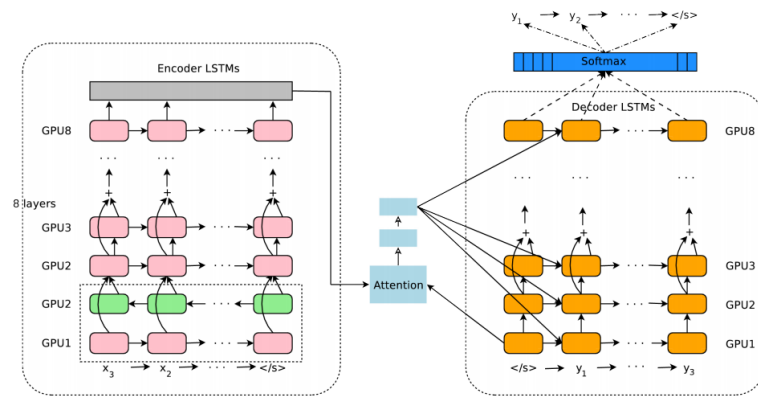 y1 y2 ... </s>
Softmax
Encoder LSTMs
Decoder LSTMs
GPU8
GPU8
8 layers
GPU3
GPU2
GPU2
GPU1
Attention
GPU3
GPU2
GPU1
x3 x2 ... </s>
</s> y1 ... y3